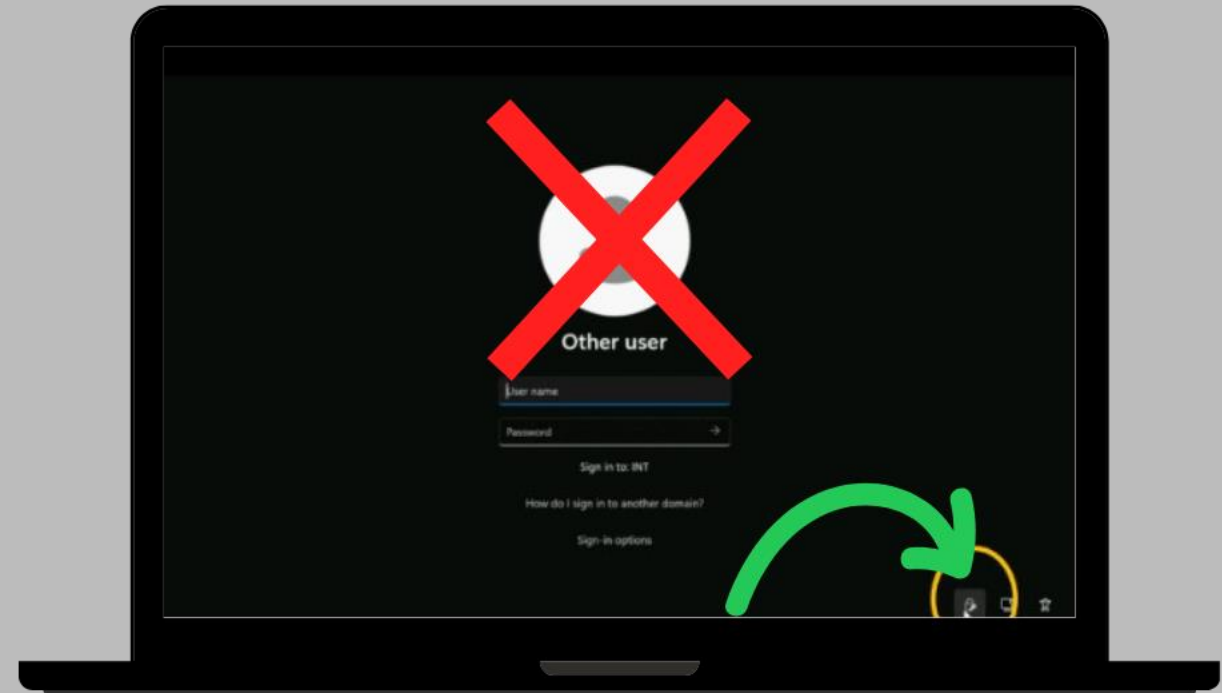 Other user
User name
Password
Sign in to: INT
How do I sign in to another domain?
Sign-in options